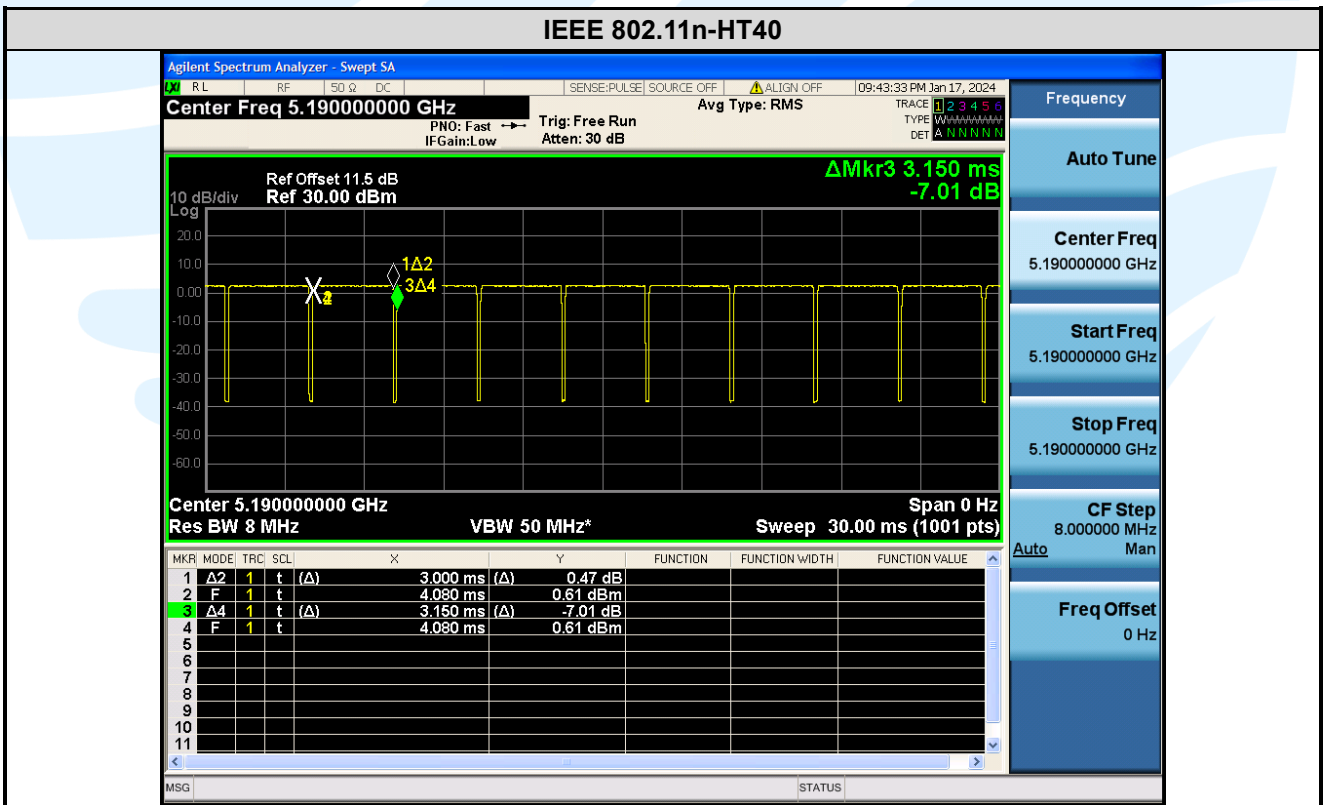 IEEE 802.11n-HT40
Agilent Spectrum Analyzer - Swept SA
LXI RL RF 50 Ω DC SENSE:PULSE SOURCE OFF ALIGN OFF 09:43:33 PM Jan 17, 2024
Center Freq 5.190000000 GHz
PNO: Fast
IFGain:Low
Trig: Free Run
Atten: 30 dB
Avg Type: RMS
TRACE 1 2 3 4 5 6
TYPE WWWWWW
DET A N N N N N
ΔMkr3 3.150 ms
-7.01 dB
Ref Offset 11.5 dB
10 dB/div Ref 30.00 dBm
Log
20.0
10.0
0.00
-10.0
-20.0
-30.0
-40.0
-50.0
-60.0
1Δ2
3Δ4
Center 5.190000000 GHz Span 0 Hz
Res BW 8 MHz VBW 50 MHz* Sweep 30.00 ms (1001 pts)
MKR MODE TRC SCL X Y FUNCTION FUNCTION WIDTH FUNCTION VALUE
1 Δ2 1 t (Δ) 3.000 ms (Δ) 0.47 dB
2 F 1 t 4.080 ms 0.61 dBm
3 Δ4 1 t (Δ) 3.150 ms (Δ) -7.01 dB
4 F 1 t 4.080 ms 0.61 dBm
5
6
7
8
9
10
11
MSG STATUS
Frequency
Auto Tune
Center Freq
5.190000000 GHz
Start Freq
5.190000000 GHz
Stop Freq
5.190000000 GHz
CF Step
8.000000 MHz
Auto Man
Freq Offset
0 Hz